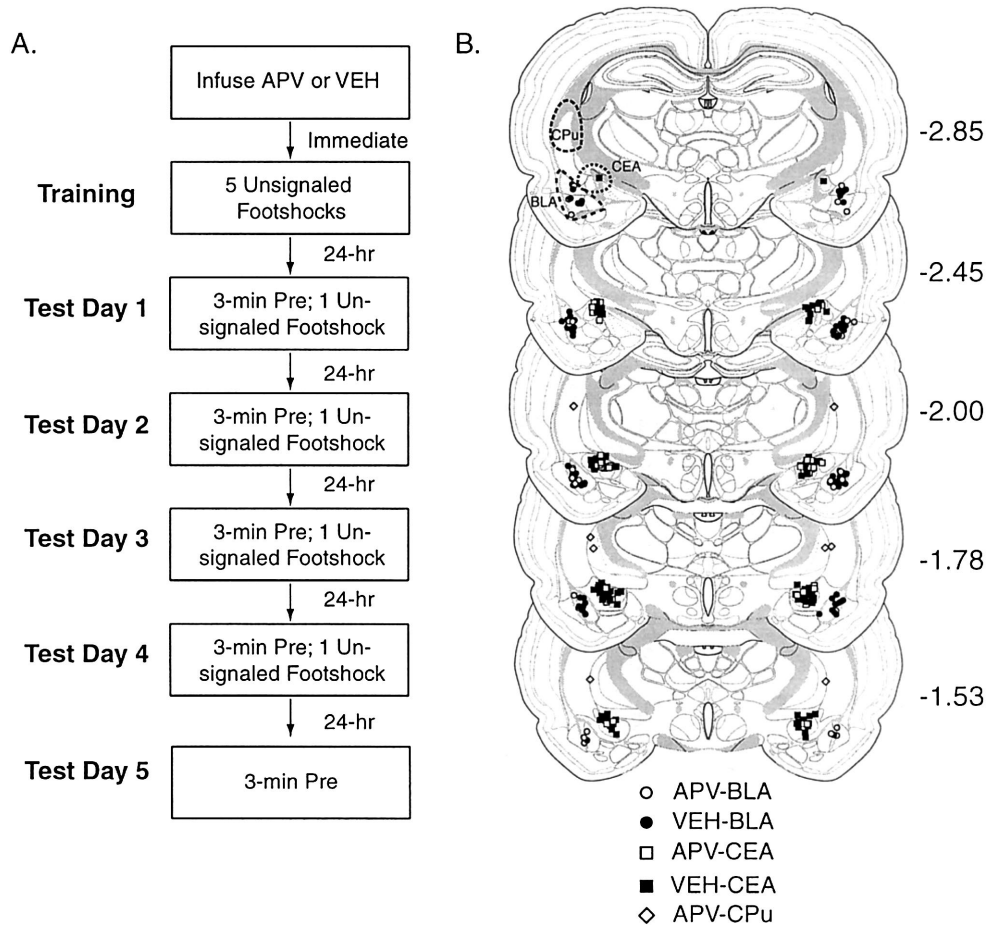 A.
Infuse APV or VEH
Immediate
Training
5 Unsignaled
Footshocks
24-hr
Test Day 1
3-min Pre; 1 Un-
signaled Footshock
24-hr
Test Day 2
3-min Pre; 1 Un-
signaled Footshock
24-hr
Test Day 3
3-min Pre; 1 Un-
signaled Footshock
24-hr
Test Day 4
3-min Pre; 1 Un-
signaled Footshock
24-hr
Test Day 5
3-min Pre
B.
CPu
CEA
BLA
-2.85
-2.45
-2.00
-1.78
-1.53
APV-BLA
VEH-BLA
APV-CEA
VEH-CEA
APV-CPu